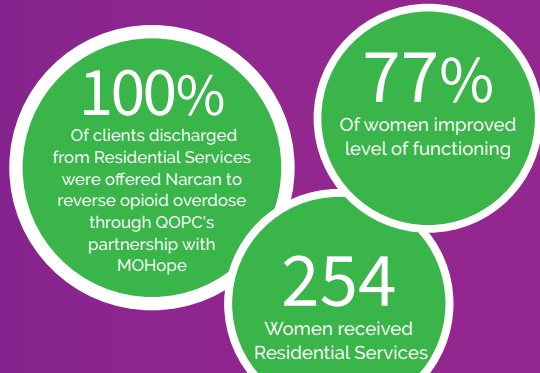 100%
Of clients discharged
from Residential Services
were offered Narcan to
reverse opioid overdose
through QOPC's
partnership with
MOHope
77%
Of women improved
level of functioning
254
Women received
Residential Services